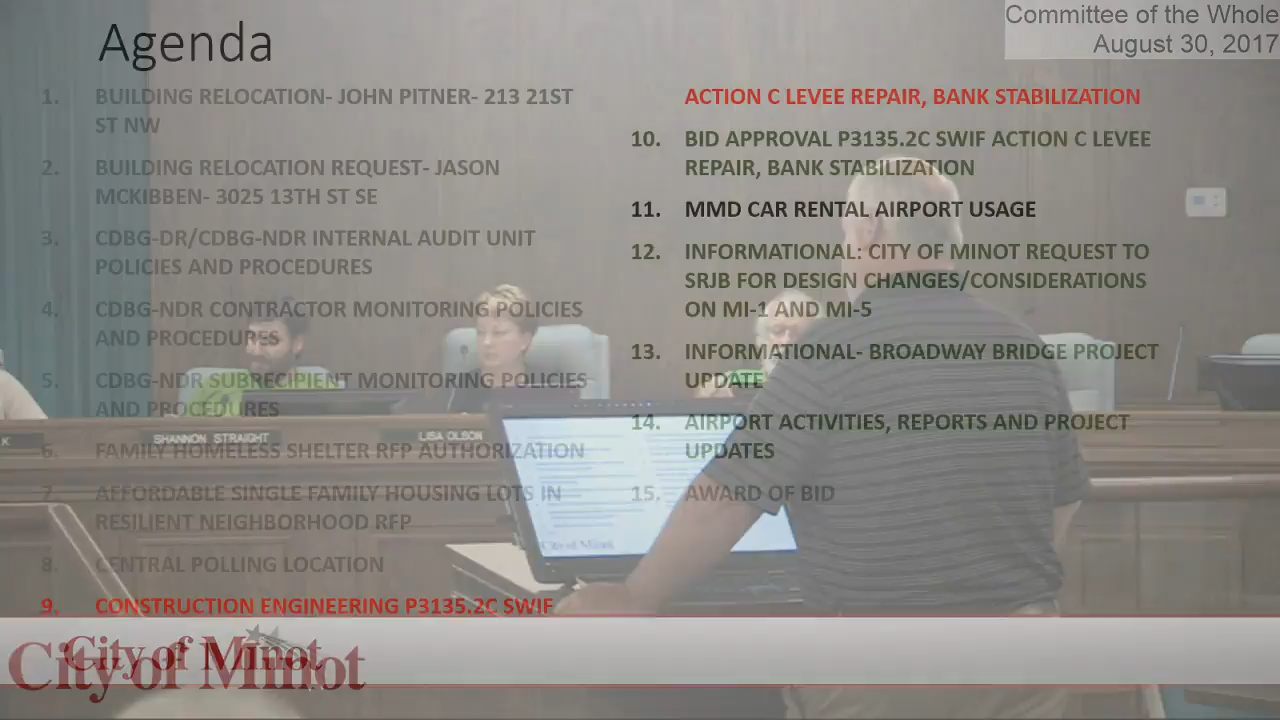 Committee of the Whole
August 30, 2017
Agenda
1. BUILDING RELOCATION- JOHN PITNER- 213 21ST
ST NW
2. BUILDING RELOCATION REQUEST- JASON
MCKIBBEN- 3025 13TH ST SE
3. CDBG-DR/CDBG-NDR INTERNAL AUDIT UNIT
POLICIES AND PROCEDURES
4. CDBG-NDR CONTRACTOR MONITORING POLICIES
AND PROCEDURES
5. CDBG-NDR SUBRECIPIENT MONITORING POLICIES
AND PROCEDURES
6. FAMILY HOMELESS SHELTER RFP AUTHORIZATION
7. AFFORDABLE SINGLE FAMILY HOUSING LOTS IN
RESILIENT NEIGHBORHOOD RFP
8. CENTRAL POLLING LOCATION
9. CONSTRUCTION ENGINEERING P3135.2C SWIF
ACTION C LEVEE REPAIR, BANK STABILIZATION
10. BID APPROVAL P3135.2C SWIF ACTION C LEVEE
REPAIR, BANK STABILIZATION
11. MMD CAR RENTAL AIRPORT USAGE
12. INFORMATIONAL: CITY OF MINOT REQUEST TO
SRJB FOR DESIGN CHANGES/CONSIDERATIONS
ON MI-1 AND MI-5
13. INFORMATIONAL- BROADWAY BRIDGE PROJECT
UPDATE
14. AIRPORT ACTIVITIES, REPORTS AND PROJECT
UPDATES
15. AWARD OF BID
SHANNON STRAIGHT
LISA OLSON
City of Minot
City of Minot
City of Minot